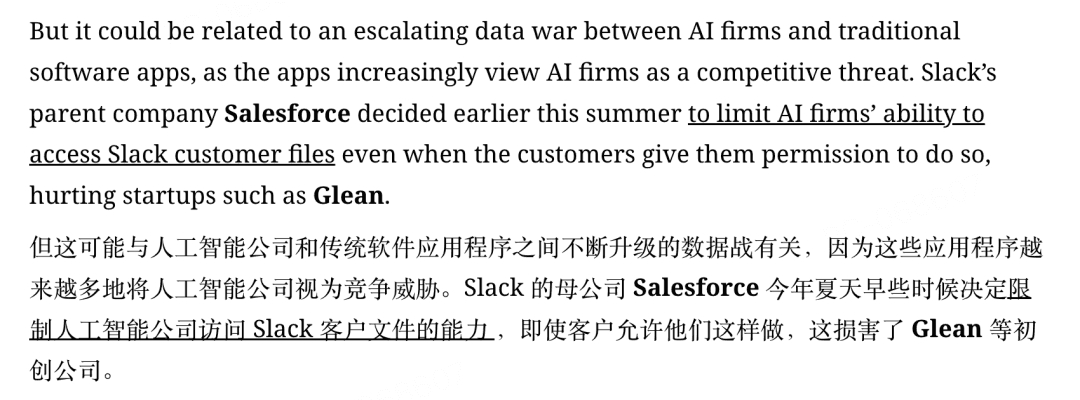 But it could be related to an escalating data war between AI firms and traditional
software apps, as the apps increasingly view AI firms as a competitive threat. Slack’s
parent company Salesforce decided earlier this summer to limit AI firms’ ability to
access Slack customer files even when the customers give them permission to do so,
hurting startups such as Glean.
但这可能与人工智能公司和传统软件应用程序之间不断升级的数据战有关，因为这些应用程序越
来越多地将人工智能公司视为竞争威胁。Slack 的母公司 Salesforce 今年夏天早些时候决定限
制人工智能公司访问 Slack 客户文件的能力 ，即使客户允许他们这样做，这损害了 Glean 等初
创公司。